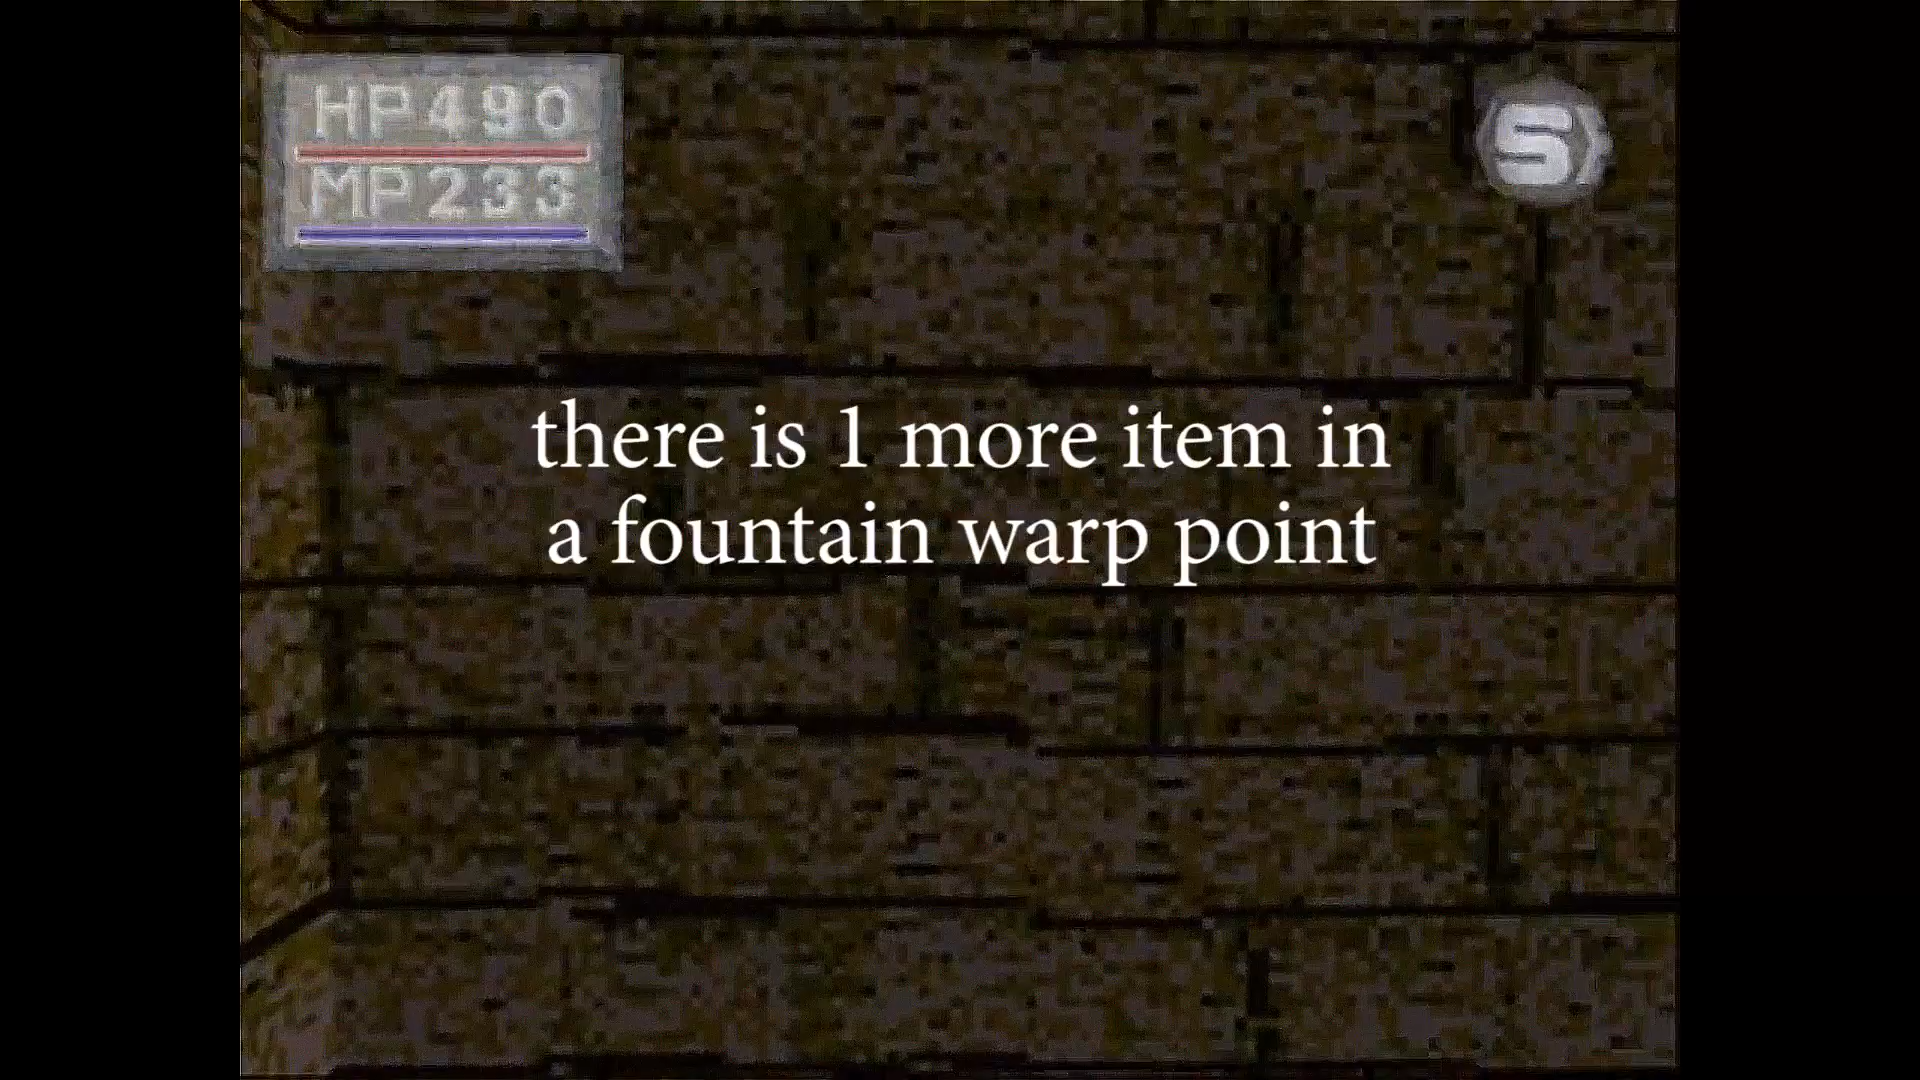 HP490
S
MP233
there is 1 more item in
a fountain warp point